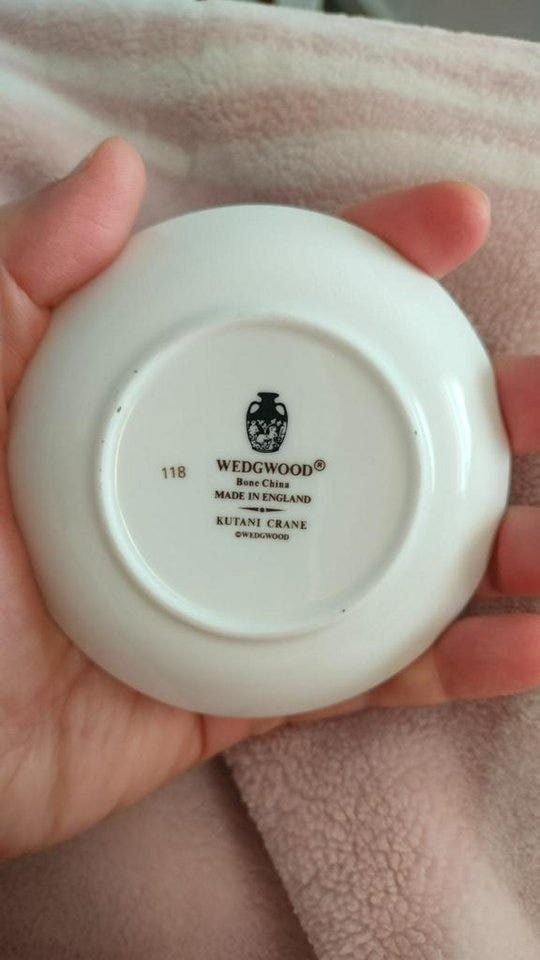 118
WEDGWOOD®
Bone China
MADE IN ENGLAND
KUTANI CRANE
©WEDGWOOD